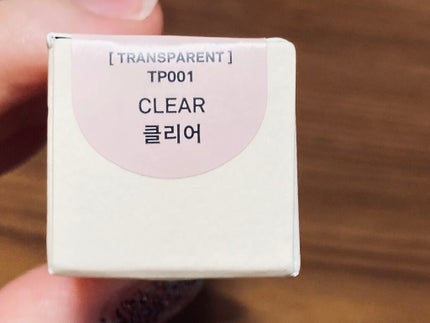 [ TRANSPARENT ]
TP001
CLEAR
클리어